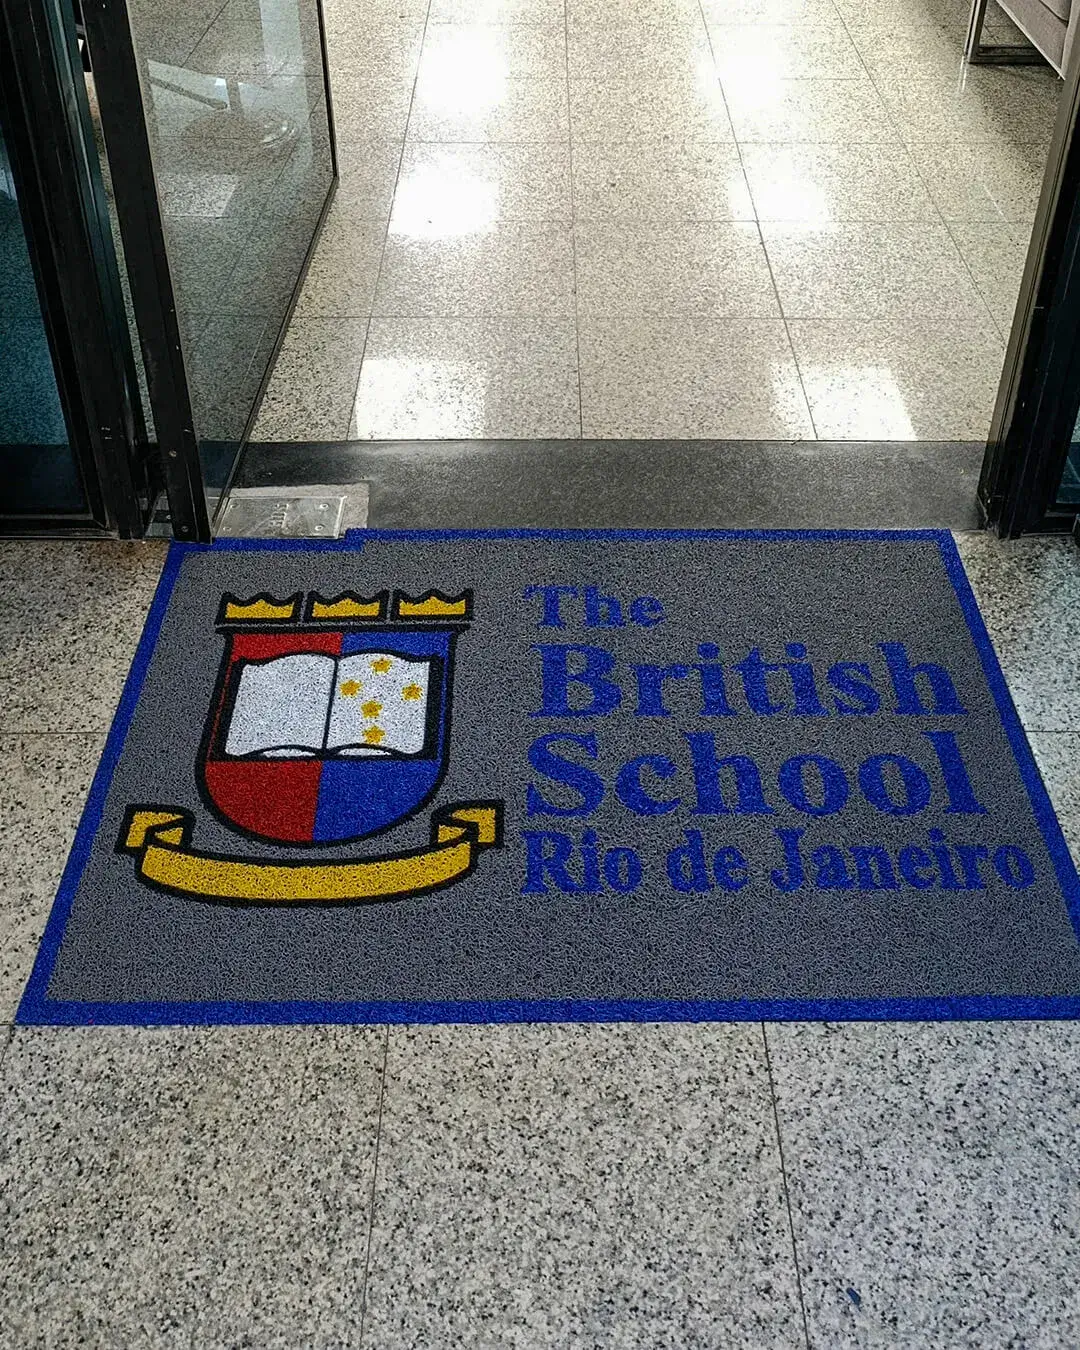 The
British
School
Rio de Janeiro